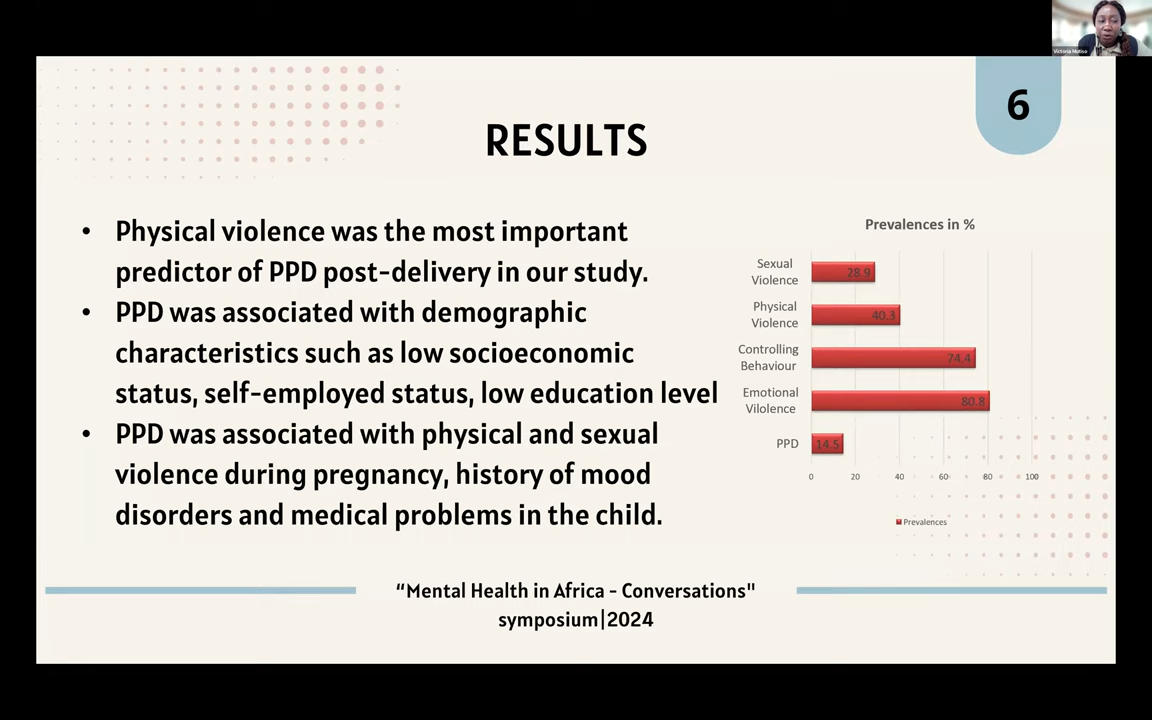 Victoria Mutiso
6
RESULTS
• Physical violence was the most important
predictor of PPD post-delivery in our study.
• PPD was associated with demographic
characteristics such as low socioeconomic
status, self-employed status, low education level
• PPD was associated with physical and sexual
violence during pregnancy, history of mood
disorders and medical problems in the child.
Prevalences in %
Sexual
Violence
28.9
Physical
Violence
40.3
Controlling
Behaviour
74.4
Emotional
Vilolence
80.8
PPD
14.5
0 20 40 60 80 100
Prevalences
“Mental Health in Africa - Conversations"
symposium|2024